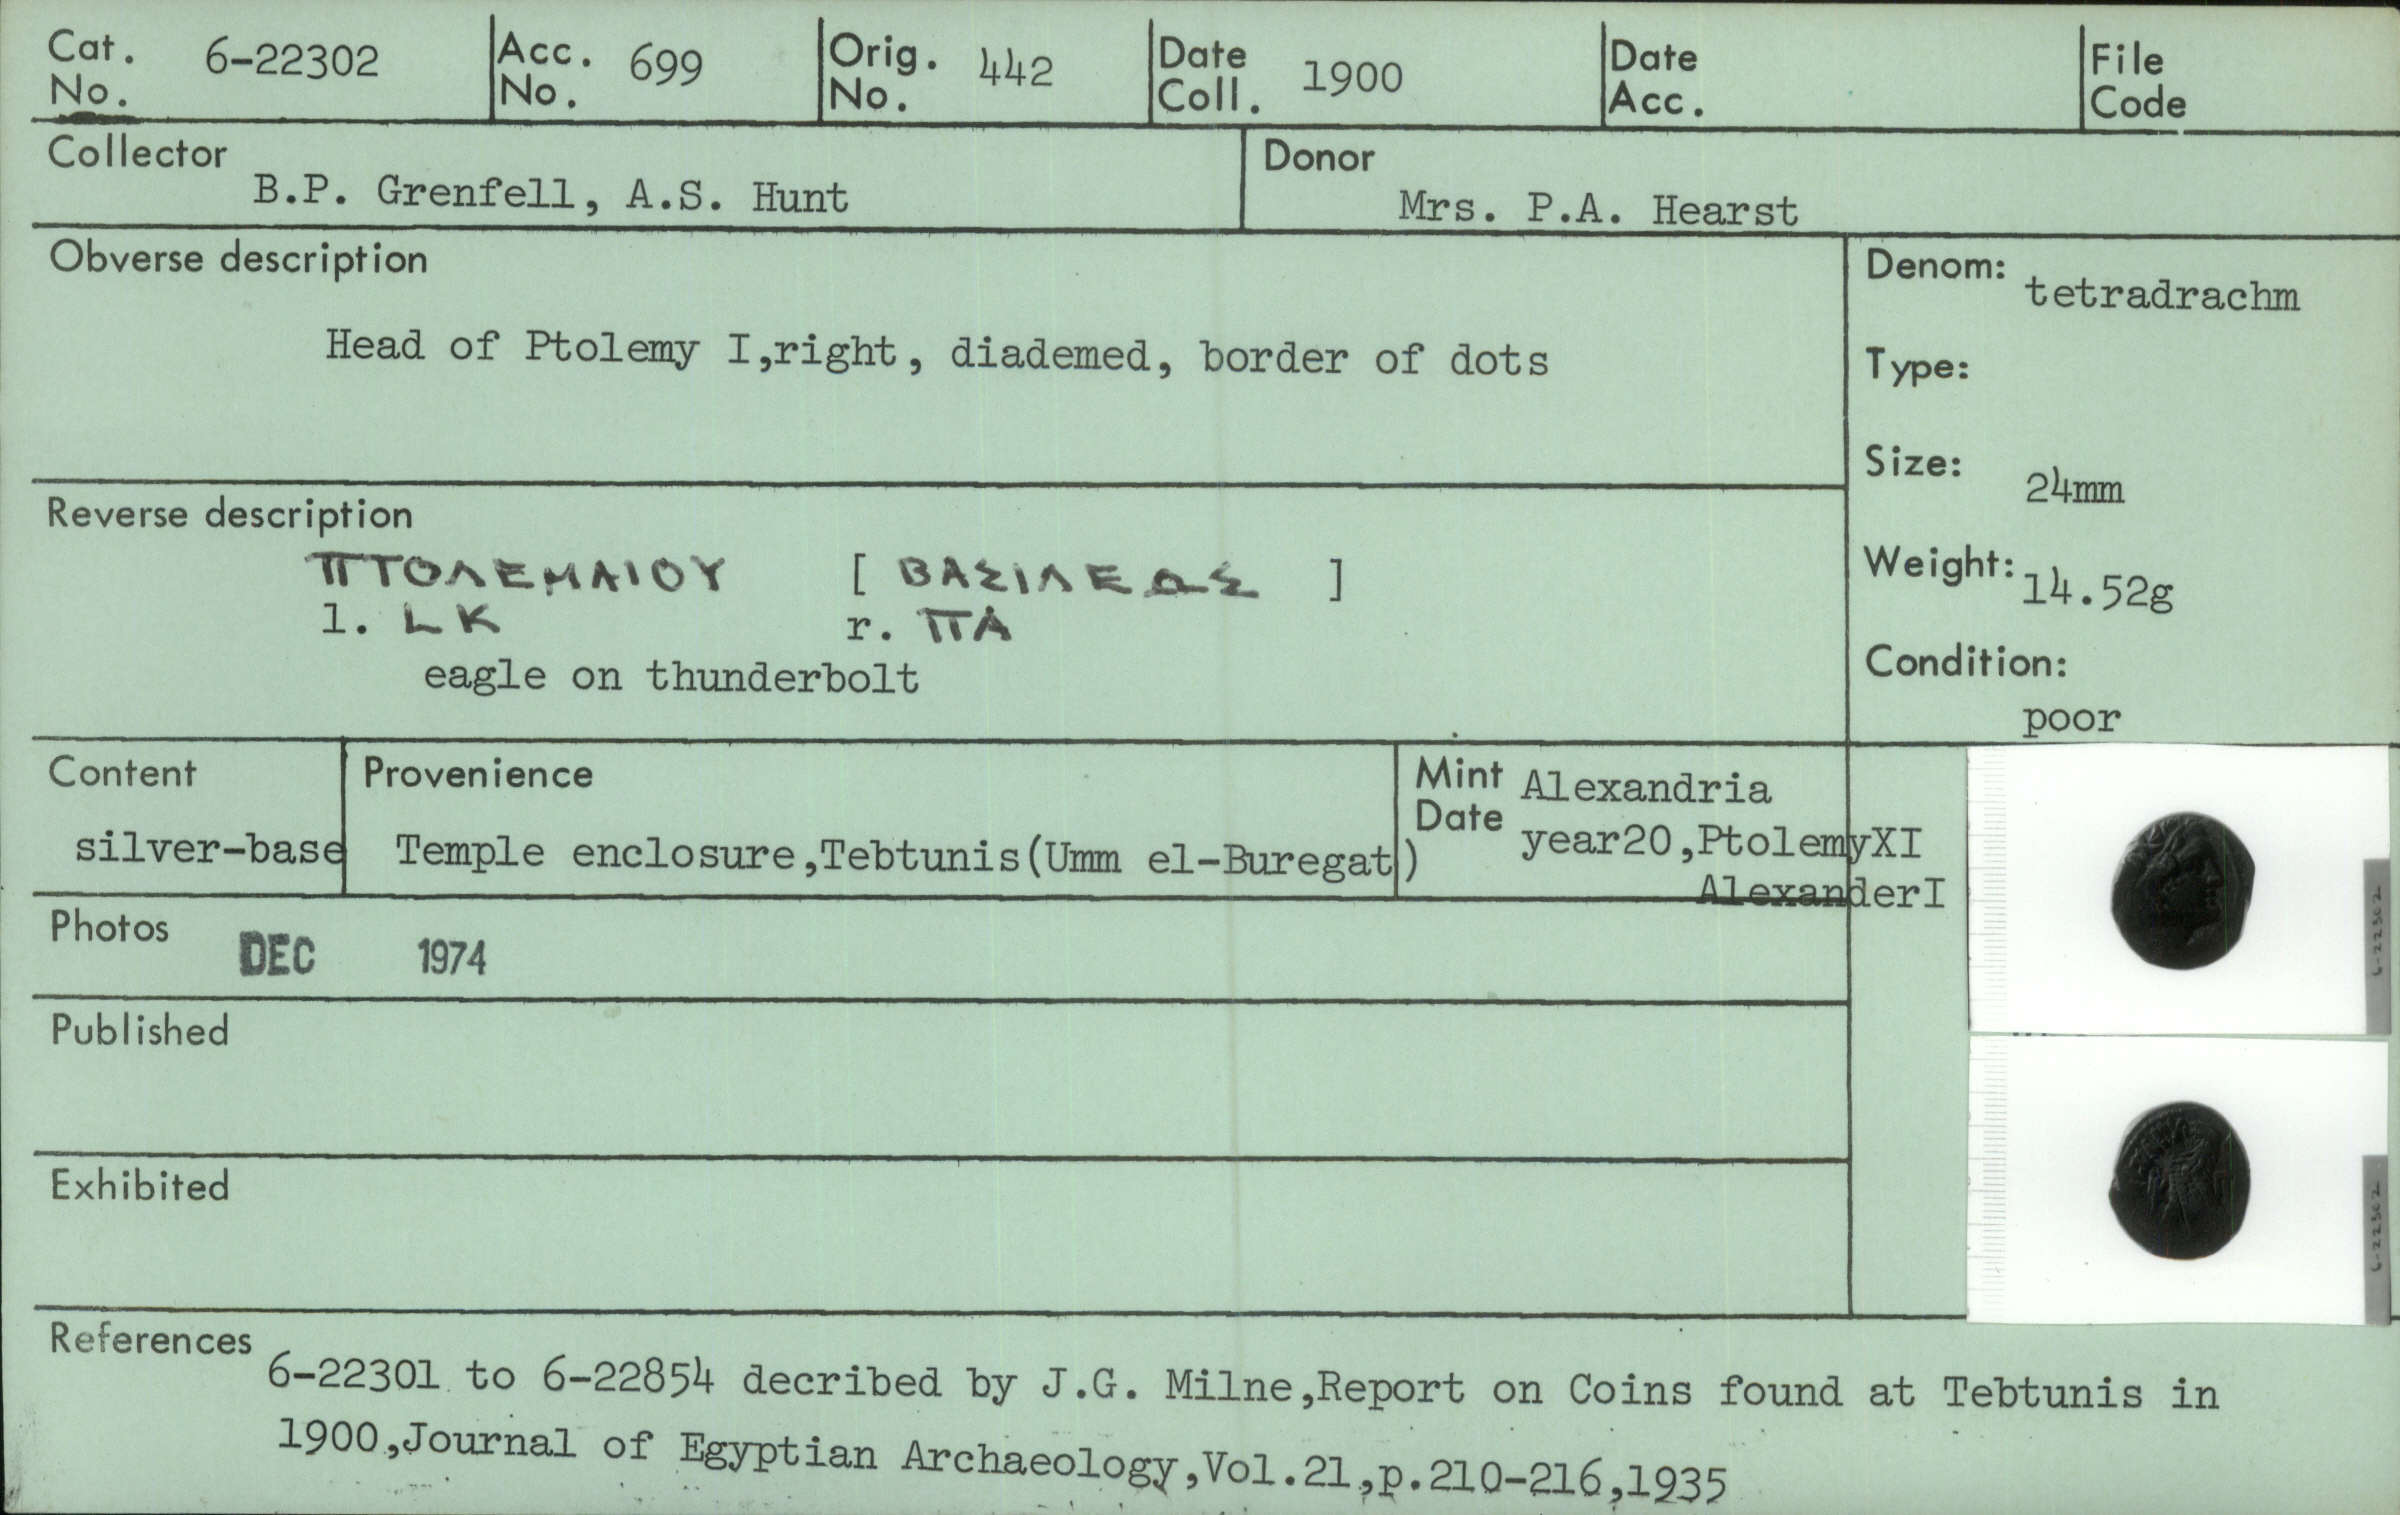 Cat. No. 6-22302 Acc. No. 699 Orig. No. 442 Date Coll. 1900 Date Acc. File Code
Collector B.P. Grenfell, A.S. Hunt Donor Mrs. P.A. Hearst
Obverse description
Head of Ptolemy I,right, diademed, border of dots
Denom: tetradrachm
Type:
Size: 24mm
Weight: 14.52g
Condition: poor
Reverse description
ΠΤΟΛΕΜΑΙΟΥ [ ΒΑΣΙΛΕΩΣ ]
l. LK r. ΠΑ
eagle on thunderbolt
Content
silver-base
Provenience
Temple enclosure,Tebtunis(Umm el-Buregat)
Mint Alexandria
Date year20,PtolemyXI
AlexanderI
6-22302
Photos DEC 1974
Published
6-22302
Exhibited
References
6-22301 to 6-22854 decribed by J.G. Milne,Report on Coins found at Tebtunis in
1900,Journal of Egyptian Archaeology,Vol.21,p.210-216,1935